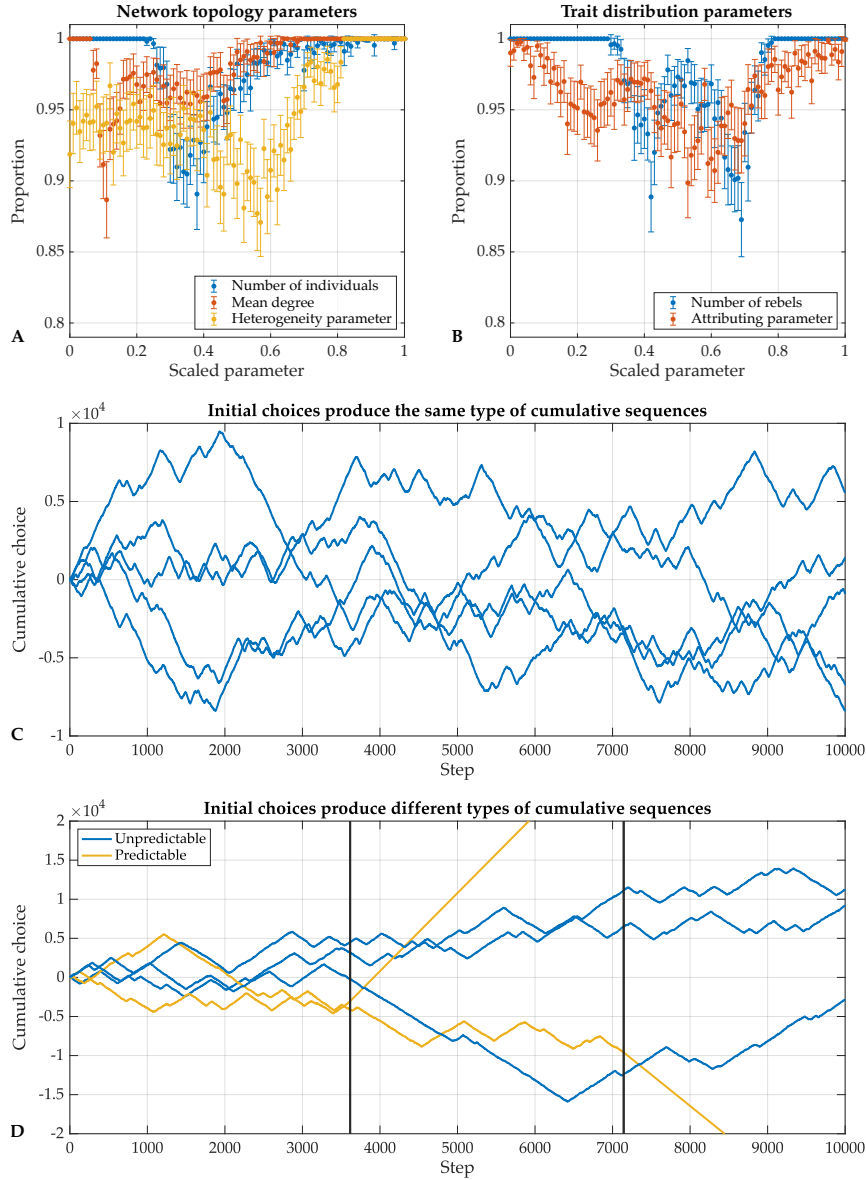 Network topology parameters
1
0.95
0.9
0.85
0.8
Proportion
Number of individuals
Mean degree
Heterogeneity parameter
A
0 0.2 0.4 0.6 0.8 1
Scaled parameter
Trait distribution parameters
1
0.95
0.9
0.85
0.8
Proportion
Number of rebels
Attributing parameter
B
0 0.2 0.4 0.6 0.8 1
Scaled parameter
Initial choices produce the same type of cumulative sequences
×10⁴
1
0.5
0
-0.5
-1
Cumulative choice
C
0 1000 2000 3000 4000 5000 6000 7000 8000 9000 10000
Step
Initial choices produce different types of cumulative sequences
×10⁴
2
1.5
1
0.5
0
-0.5
-1
-1.5
-2
Cumulative choice
Unpredictable
Predictable
D
0 1000 2000 3000 4000 5000 6000 7000 8000 9000 10000
Step